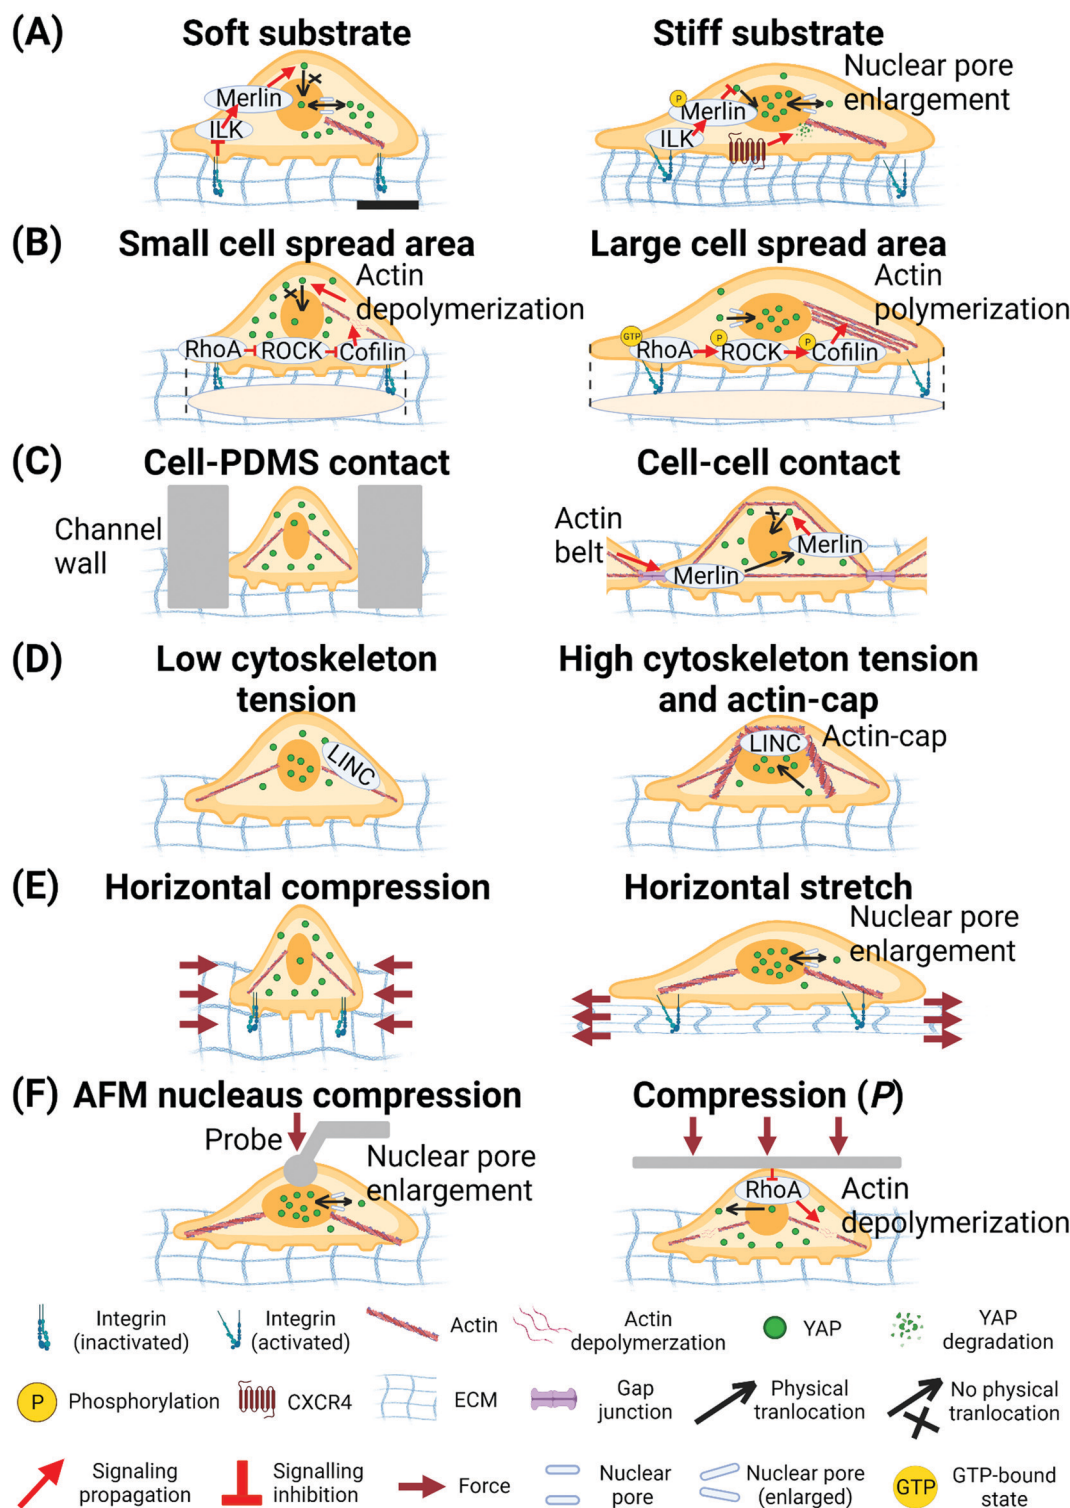 (A)
Soft substrate
Stiff substrate
Nuclear pore
enlargement
Merlin
ILK
P
Merlin
ILK
(B)
Small cell spread area
Large cell spread area
Actin
depolymerization
Actin
polymerization
RhoA
ROCK
Cofilin
GTP
RhoA
P
ROCK
P
Cofilin
(C)
Cell-PDMS contact
Cell-cell contact
Channel
wall
Actin
belt
Merlin
Merlin
(D)
Low cytoskeleton
tension
High cytoskeleton tension
and actin-cap
LINC
LINC
Actin-cap
(E)
Horizontal compression
Horizontal stretch
Nuclear pore
enlargement
(F)
AFM nucleaus compression
Compression (P)
Probe
Nuclear pore
enlargement
RhoA
Actin
depolymerization
Integrin
(inactivated)
Integrin
(activated)
Actin
Actin
depolymerzation
YAP
YAP
degradation
P
Phosphorylation
CXCR4
ECM
Gap
junction
Physical
tranlocation
No physical
tranlocation
Signaling
propagation
Signalling
inhibition
Force
Nuclear
pore
Nuclear pore
(enlarged)
GTP
GTP-bound
state